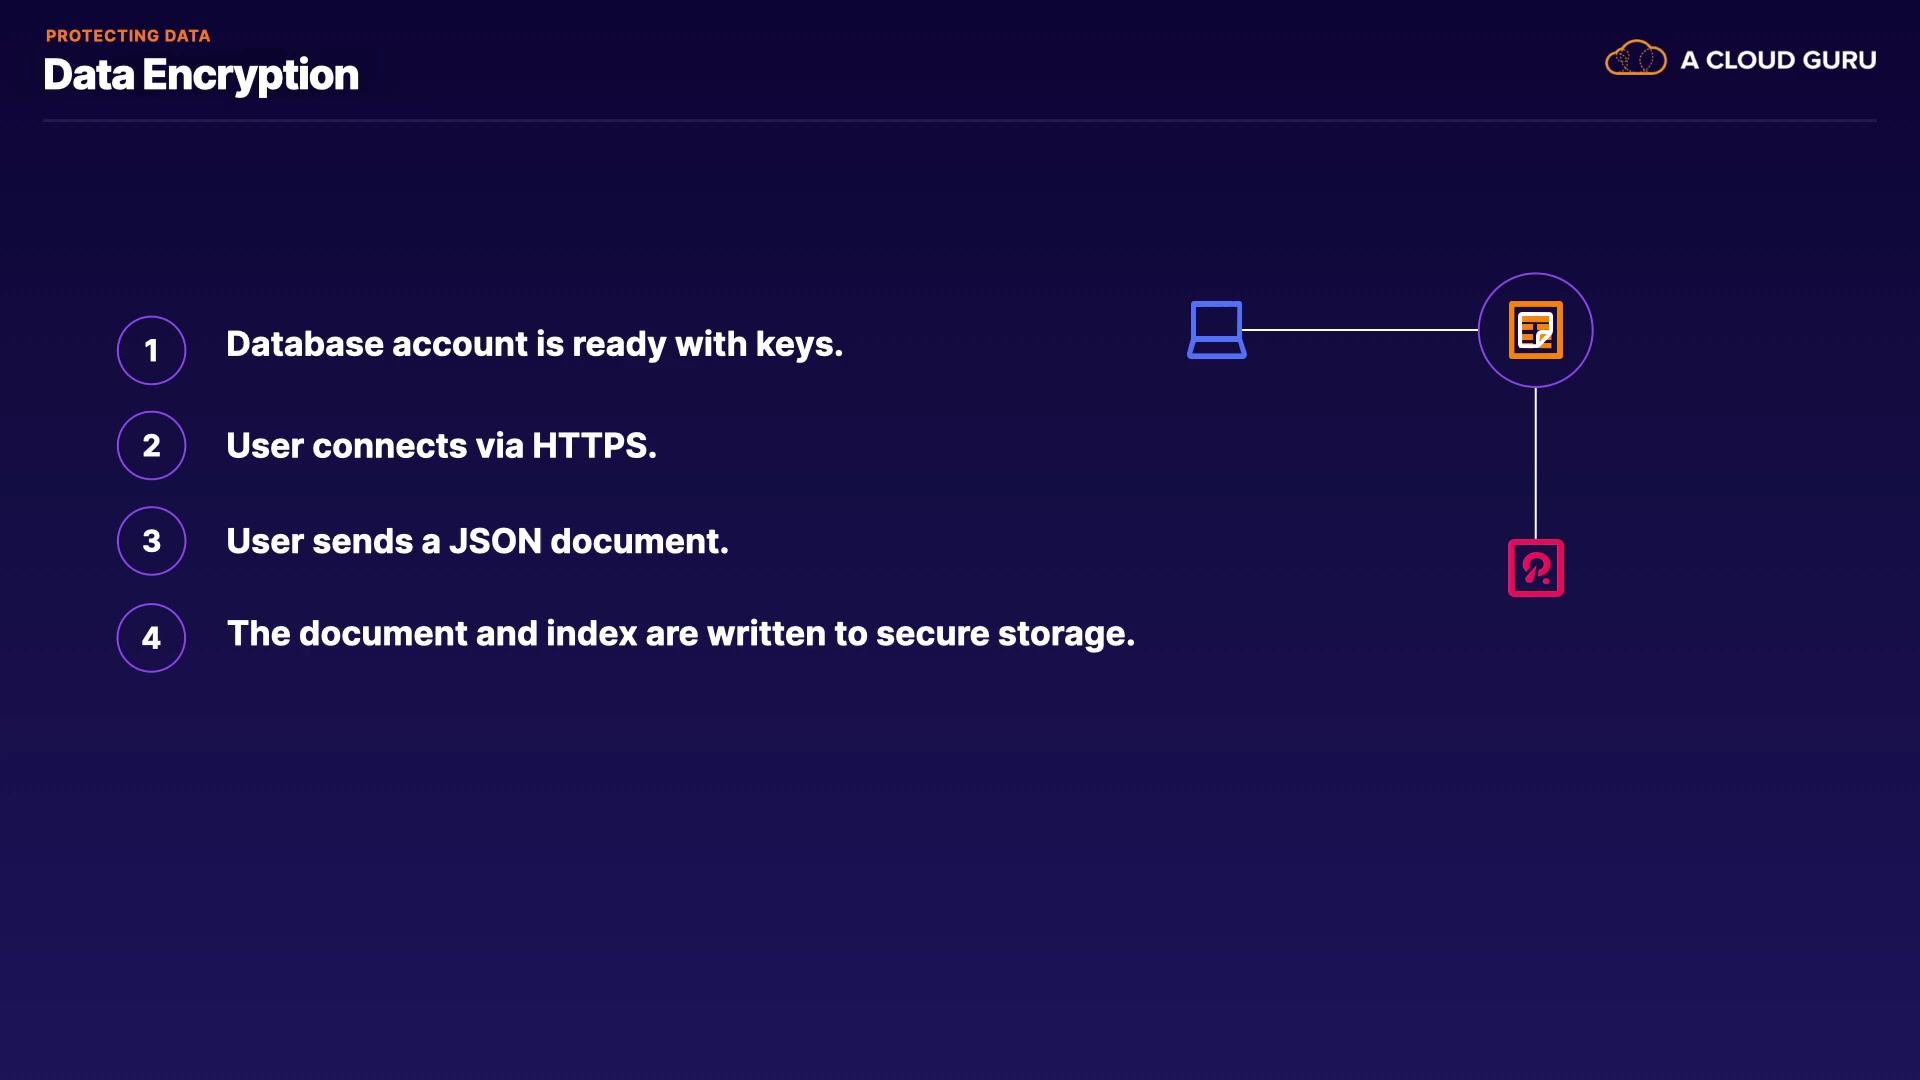 PROTECTING DATA
Data Encryption
A CLOUD GURU
1 Database account is ready with keys.
2 User connects via HTTPS.
3 User sends a JSON document.
4 The document and index are written to secure storage.